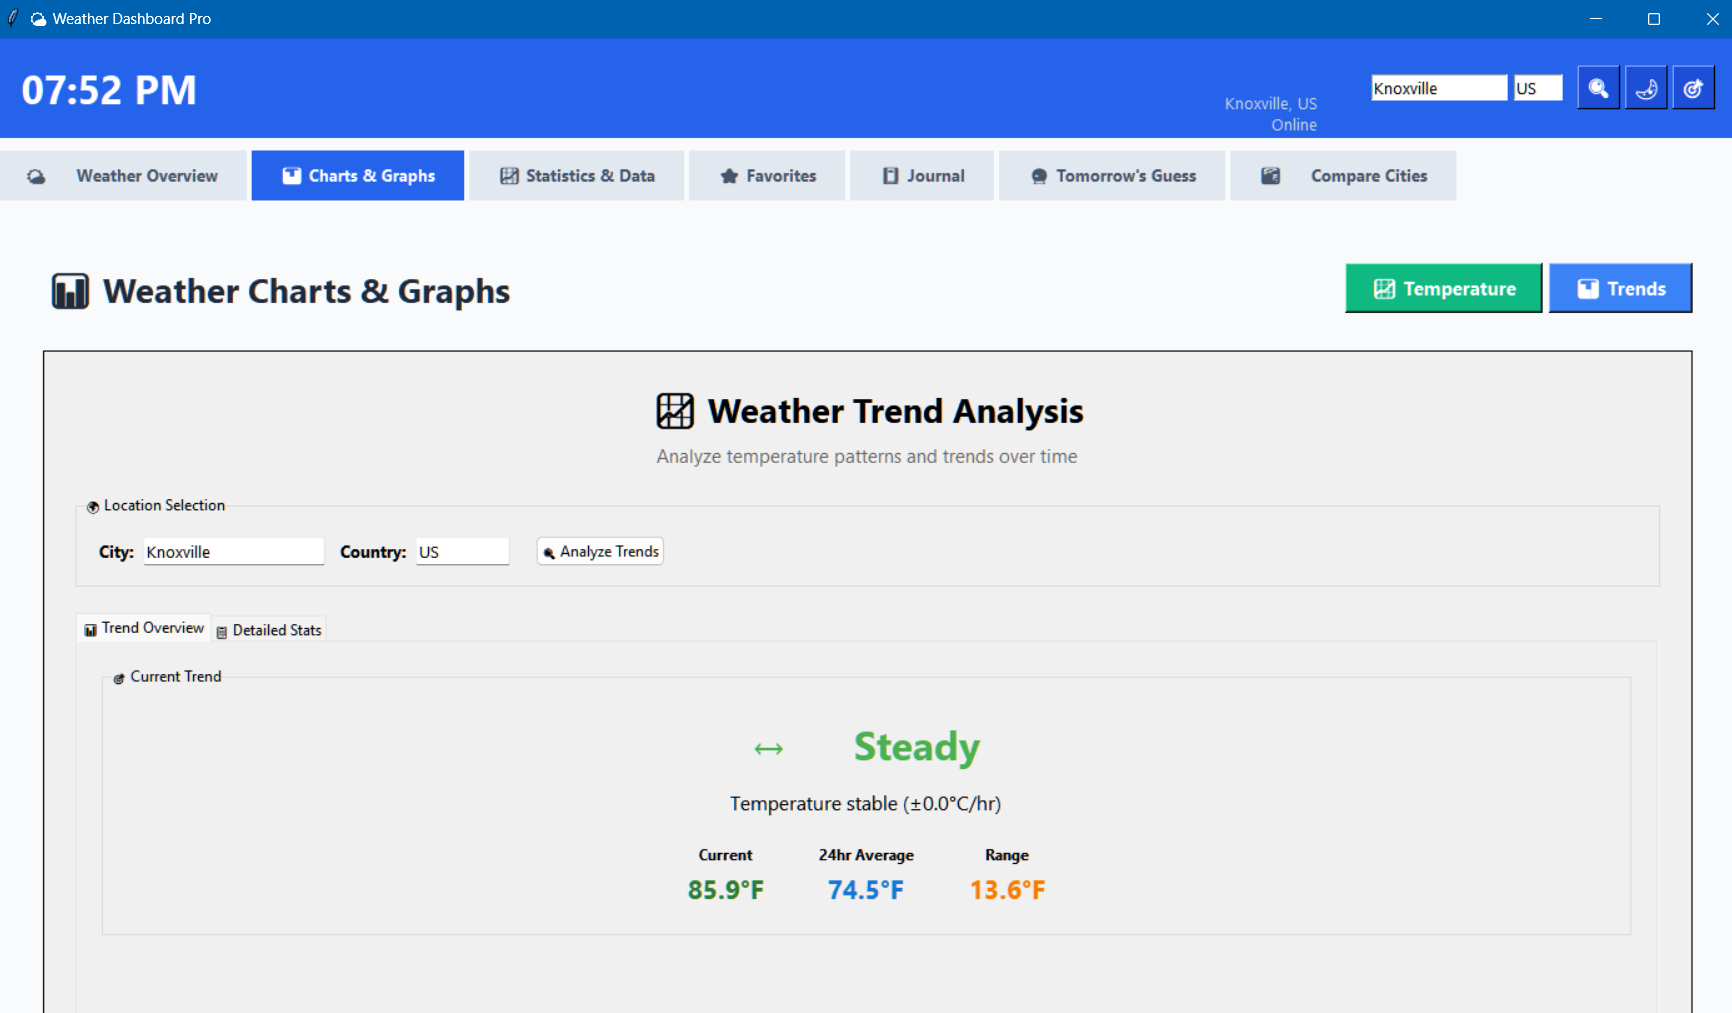 Weather Dashboard Pro
07:52 PM
Knoxville, US
Online
Knoxville US
Weather Overview Charts & Graphs Statistics & Data Favorites Journal Tomorrow's Guess Compare Cities
Weather Charts & Graphs
Temperature Trends
Weather Trend Analysis
Analyze temperature patterns and trends over time
Location Selection
City: Knoxville Country: US Analyze Trends
Trend Overview Detailed Stats
Current Trend
↔ Steady
Temperature stable (±0.0°C/hr)
Current 24hr Average Range
85.9°F 74.5°F 13.6°F